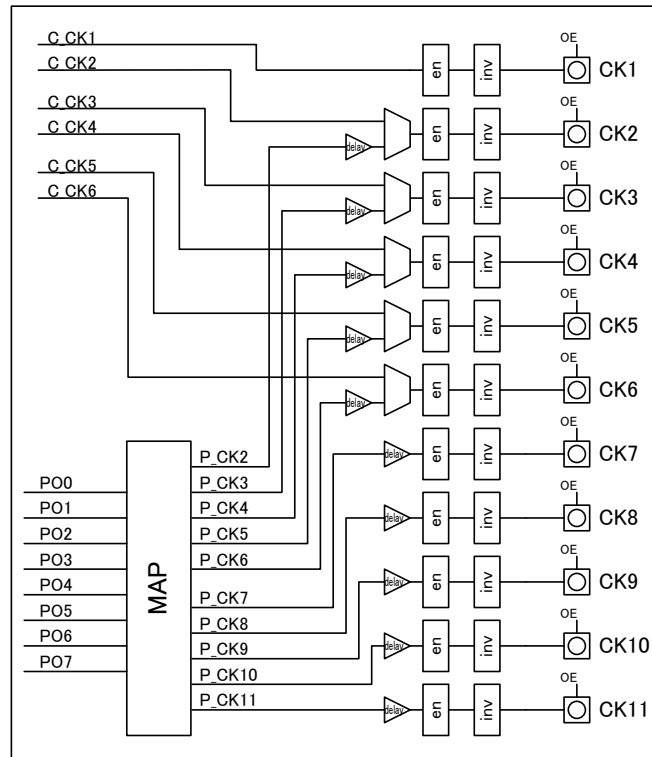 C_CK1
OE
en
inv
CK1
C_CK2
OE
delay
en
inv
CK2
C_CK3
OE
delay
en
inv
CK3
C_CK4
OE
delay
en
inv
CK4
C_CK5
OE
delay
en
inv
CK5
C_CK6
OE
delay
en
inv
CK6
MAP
P_CK2
OE
delay
en
inv
CK7
PO0
P_CK3
PO1
P_CK4
OE
delay
en
inv
CK8
PO2
P_CK5
PO3
P_CK6
OE
delay
en
inv
CK9
PO4
P_CK7
PO5
P_CK8
OE
delay
en
inv
CK10
PO6
P_CK9
PO7
P_CK10
P_CK11
OE
delay
en
inv
CK11